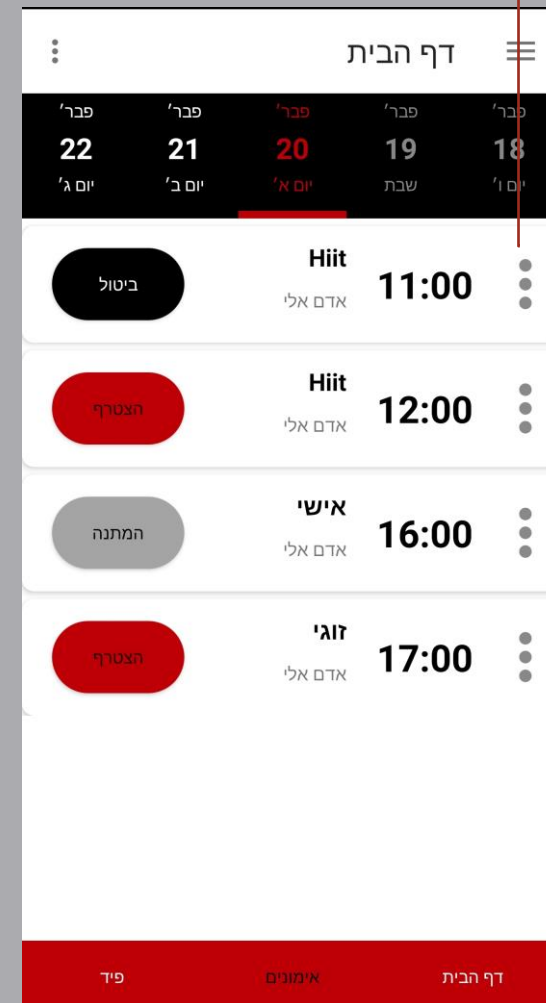 דף הבית
פבר׳ פבר׳ פבר׳ פבר׳ פבר׳
18 19 20 21 22
יום ו׳ שבת יום א׳ יום ב׳ יום ג׳
11:00 Hiit ביטול
אדם אלי
12:00 Hiit הצטרף
אדם אלי
16:00 אישי המתנה
אדם אלי
17:00 זוגי הצטרף
אדם אלי
דף הבית אימונים פיד